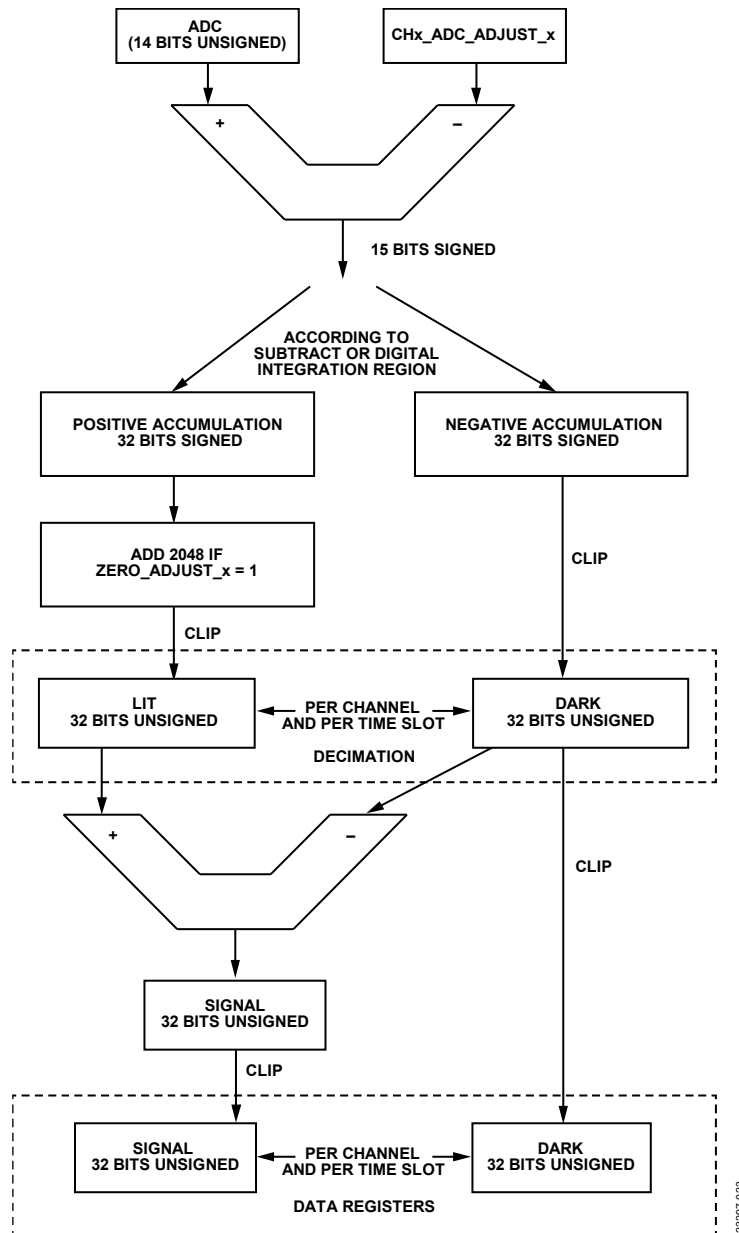 ADC
(14 BITS UNSIGNED)
CHx_ADC_ADJUST_x
+
–
15 BITS SIGNED
ACCORDING TO
SUBTRACT OR DIGITAL
INTEGRATION REGION
POSITIVE ACCUMULATION
32 BITS SIGNED
NEGATIVE ACCUMULATION
32 BITS SIGNED
ADD 2048 IF
ZERO_ADJUST_x = 1
CLIP
CLIP
LIT
32 BITS UNSIGNED
PER CHANNEL
AND PER TIME SLOT
DARK
32 BITS UNSIGNED
DECIMATION
+
–
CLIP
SIGNAL
32 BITS UNSIGNED
CLIP
SIGNAL
32 BITS UNSIGNED
PER CHANNEL
AND PER TIME SLOT
DARK
32 BITS UNSIGNED
DATA REGISTERS